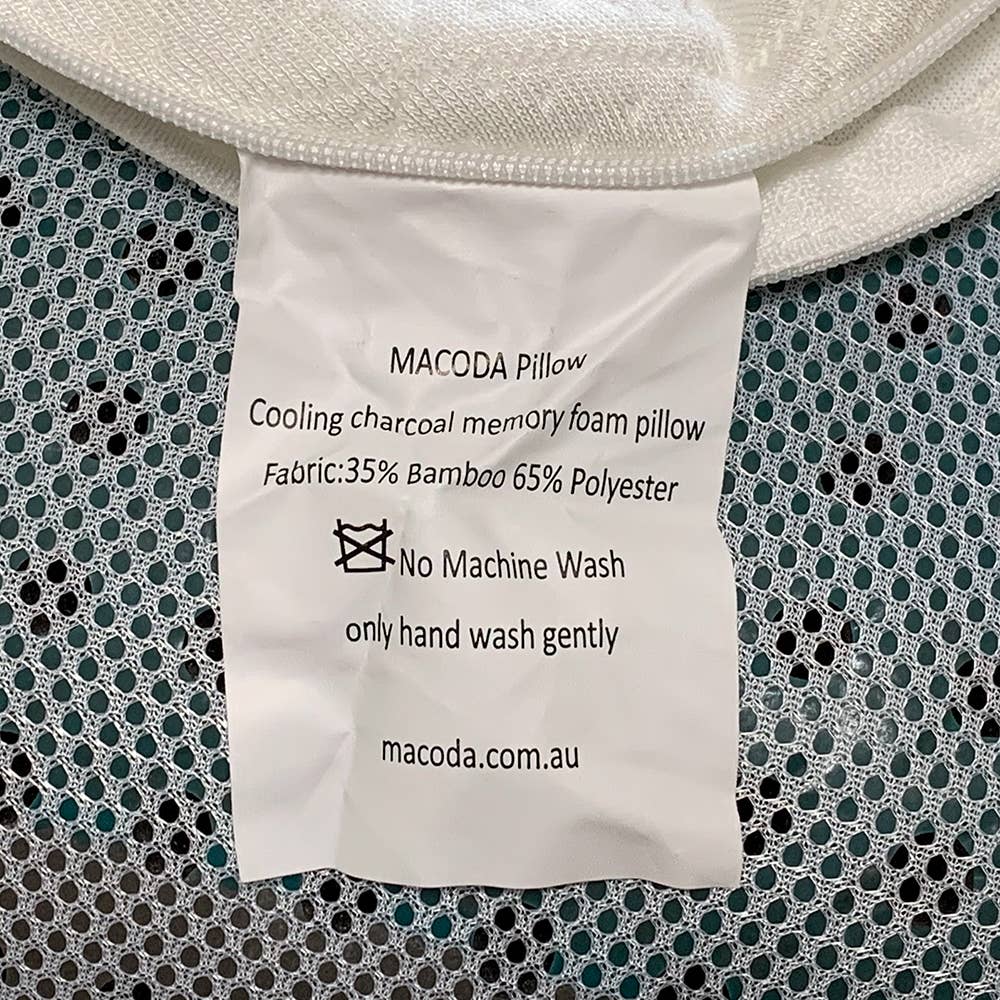 MACODA Pillow
Cooling charcoal memory foam pillow
Fabric:35% Bamboo 65% Polyester
No Machine Wash
only hand wash gently
macoda.com.au